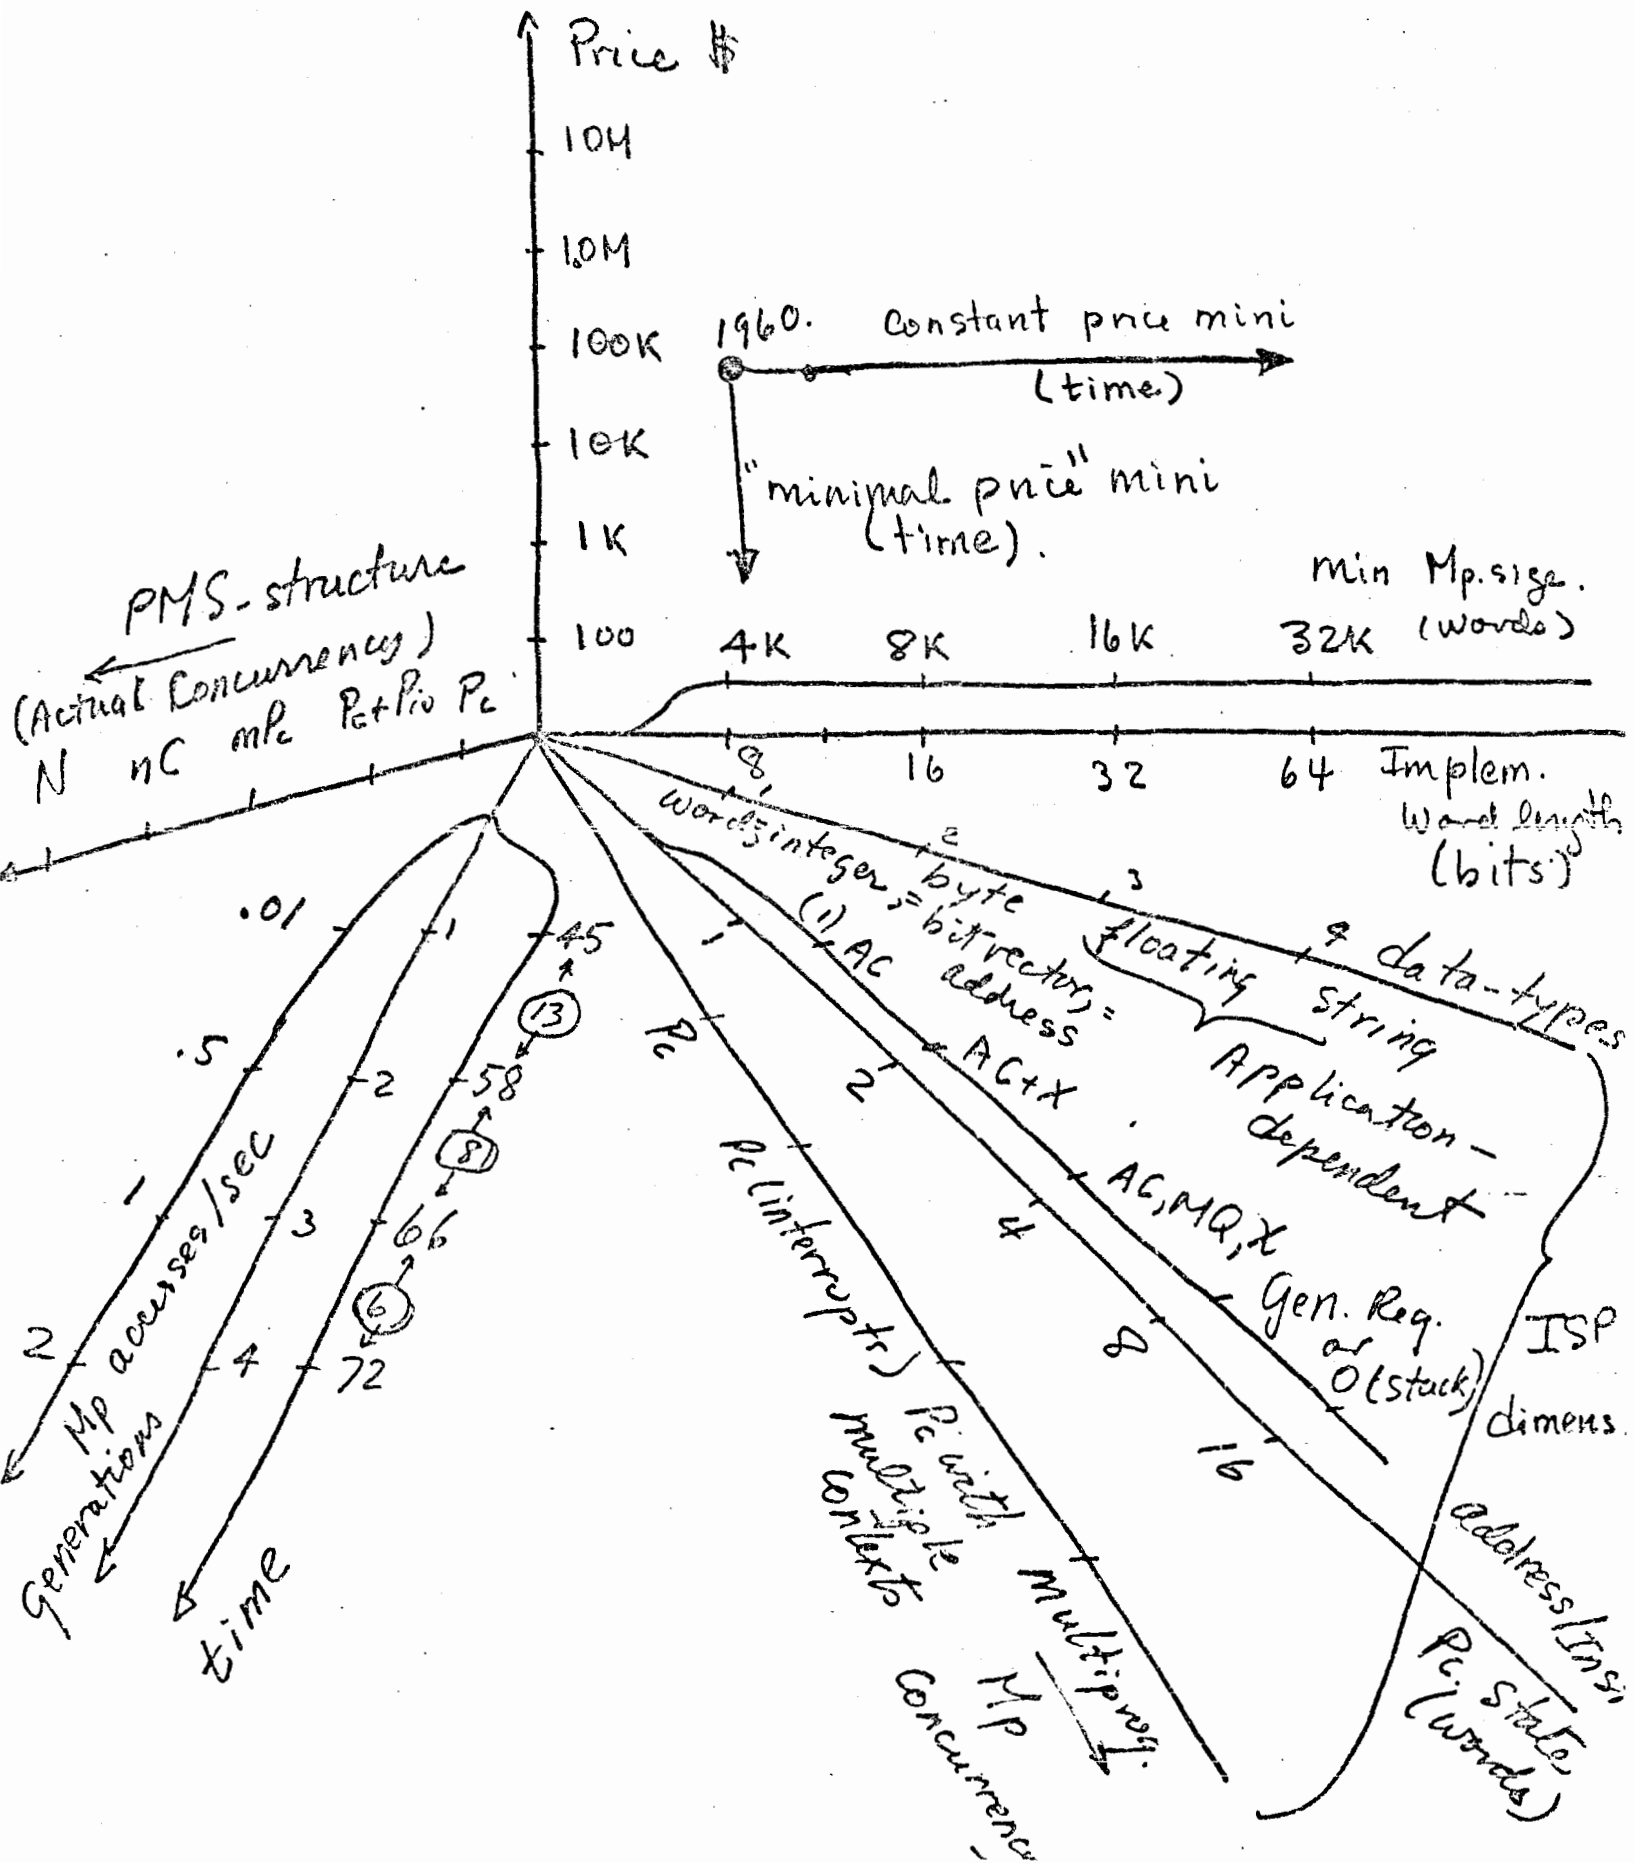 Price $
10M
1.0M
100K
10K
1K
100
1960.
Constant price mini
(time)
"minimal price" mini
(time).
min Mp.size.
(words)
4K 8K 16K 32K
8 16 32 64 Implem.
Word length
(bits)
PMS-structure
(Actual Concurrency)
N nC mPc Pc+Pio Pc
1 2 3 4 data-types
word=integer,=bitvector,=
address
byte
floating
string
Application-
dependent
(1) AC
AC+X
AC,MQ,X
Gen. Reg.
or
0 (stack)
address/Inst
1
2
4
8
16
Pc. State
(words)
ISP
dimens.
Pc
Pc (interrupts)
Pc with
multiple
contexts
Multiprog.
Mp
Concurrenc
.01
.5
1
2
Mp accesses/sec
1
2
3
4
Generations
45
13
58
8
66
6
72
time